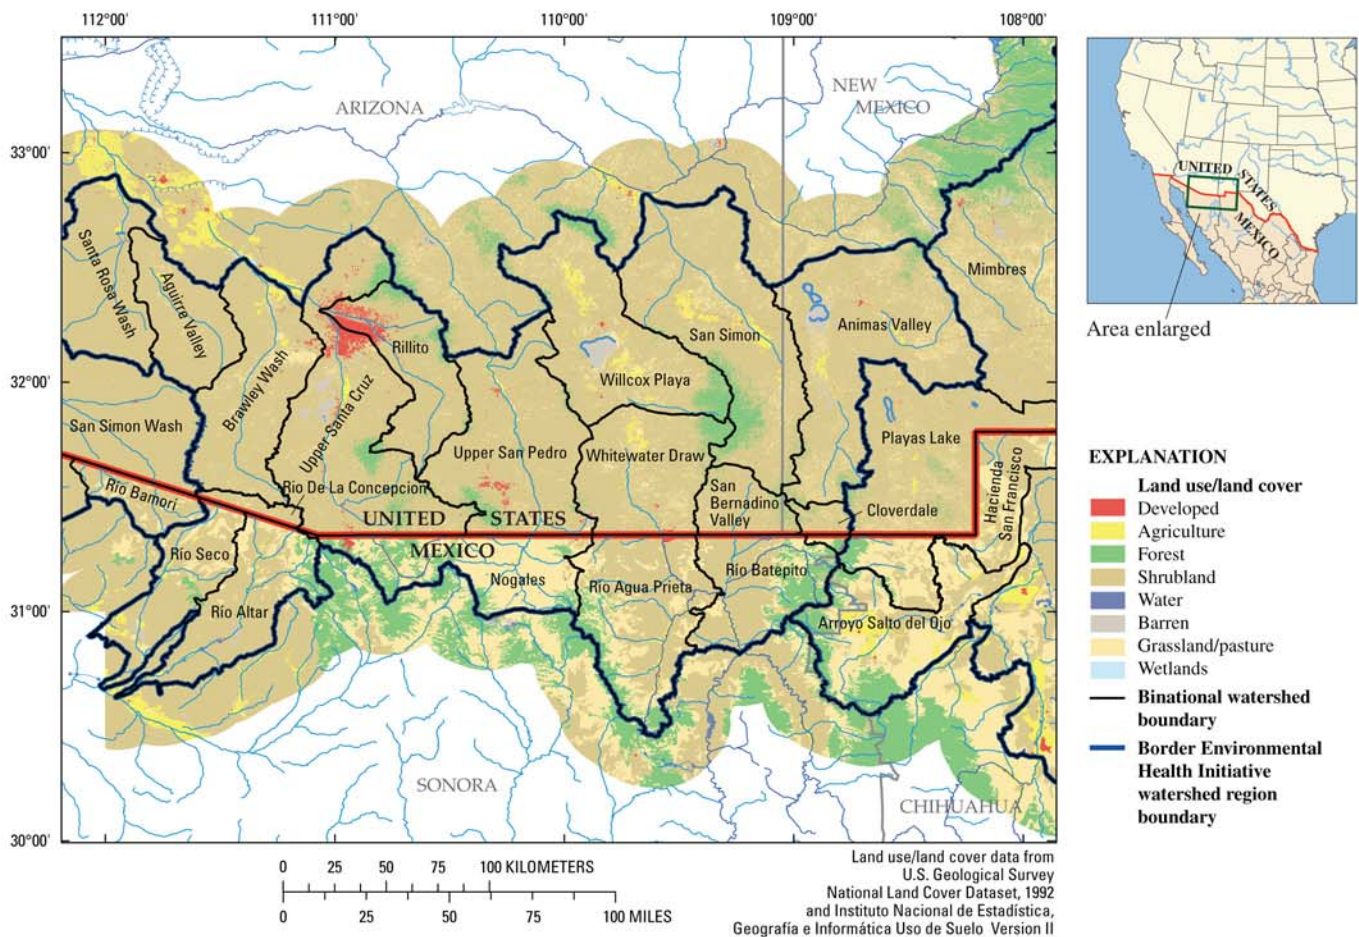 112°00'
111°00'
110°00'
109°00'
108°00'
33°00'
32°00'
31°00'
30°00'
ARIZONA
NEW
MEXICO
Santa Rosa Wash
Aguirre Valley
Brawley Wash
Rillito
Upper Santa Cruz
San Simon
Animas Valley
Mimbres
Willcox Playa
San Simon Wash
Upper San Pedro
Whitewater Draw
Playas Lake
San
Bernadino
Valley
Cloverdale
Hacienda
San Francisco
Río Bamori
Río De La Concepcion
UNITED STATES
MEXICO
Río Seco
Río Altar
Nogales
Río Agua Prieta
Río Batepito
Arroyo Salto del Ojo
SONORA
CHIHUAHUA
0 25 50 75 100 KILOMETERS
0 25 50 75 100 MILES
Land use/land cover data from
U.S. Geological Survey
National Land Cover Dataset, 1992
and Instituto Nacional de Estadística,
Geografía e Informática Uso de Suelo Version II
UNITED STATES
MEXICO
Area enlarged
EXPLANATION
Land use/land cover
Developed
Agriculture
Forest
Shrubland
Water
Barren
Grassland/pasture
Wetlands
Binational watershed
boundary
Border Environmental
Health Initiative
watershed region
boundary